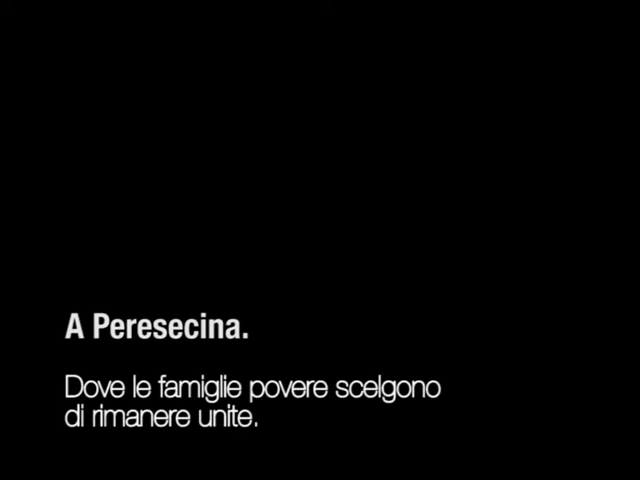 A Peresecina.
Dove le famiglie povere scelgono
di rimanere unite.